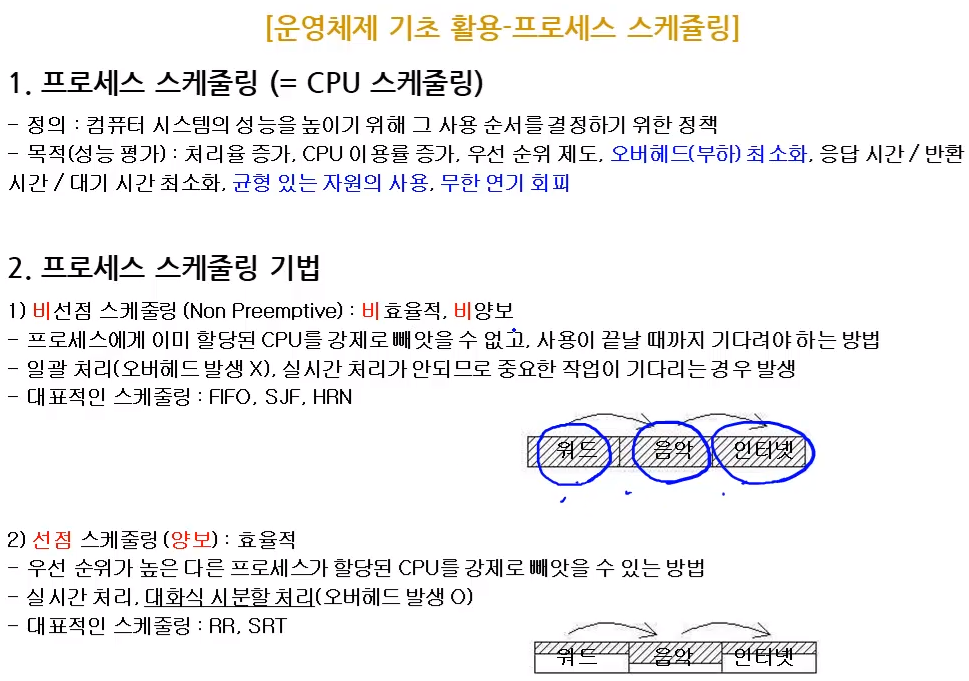 [운영체제 기초 활용-프로세스 스케쥴링]
1. 프로세스 스케줄링 (= CPU 스케줄링)
- 정의 : 컴퓨터 시스템의 성능을 높이기 위해 그 사용 순서를 결정하기 위한 정책
- 목적(성능 평가) : 처리율 증가, CPU 이용률 증가, 우선 순위 제도, 오버헤드(부하) 최소화, 응답 시간 / 반환
시간 / 대기 시간 최소화, 균형 있는 자원의 사용, 무한 연기 회피
2. 프로세스 스케줄링 기법
1) 비선점 스케줄링 (Non Preemptive) : 비효율적, 비양보
- 프로세스에게 이미 할당된 CPU를 강제로 빼앗을 수 없고, 사용이 끝날 때까지 기다려야 하는 방법
- 일괄 처리(오버헤드 발생 X), 실시간 처리가 안되므로 중요한 작업이 기다리는 경우 발생
- 대표적인 스케줄링 : FIFO, SJF, HRN
워드 음악 인터넷
2) 선점 스케줄링 (양보) : 효율적
- 우선 순위가 높은 다른 프로세스가 할당된 CPU를 강제로 빼앗을 수 있는 방법
- 실시간 처리, 대화식 시분할 처리(오버헤드 발생 O)
- 대표적인 스케줄링 : RR, SRT
워드 음악 인터넷